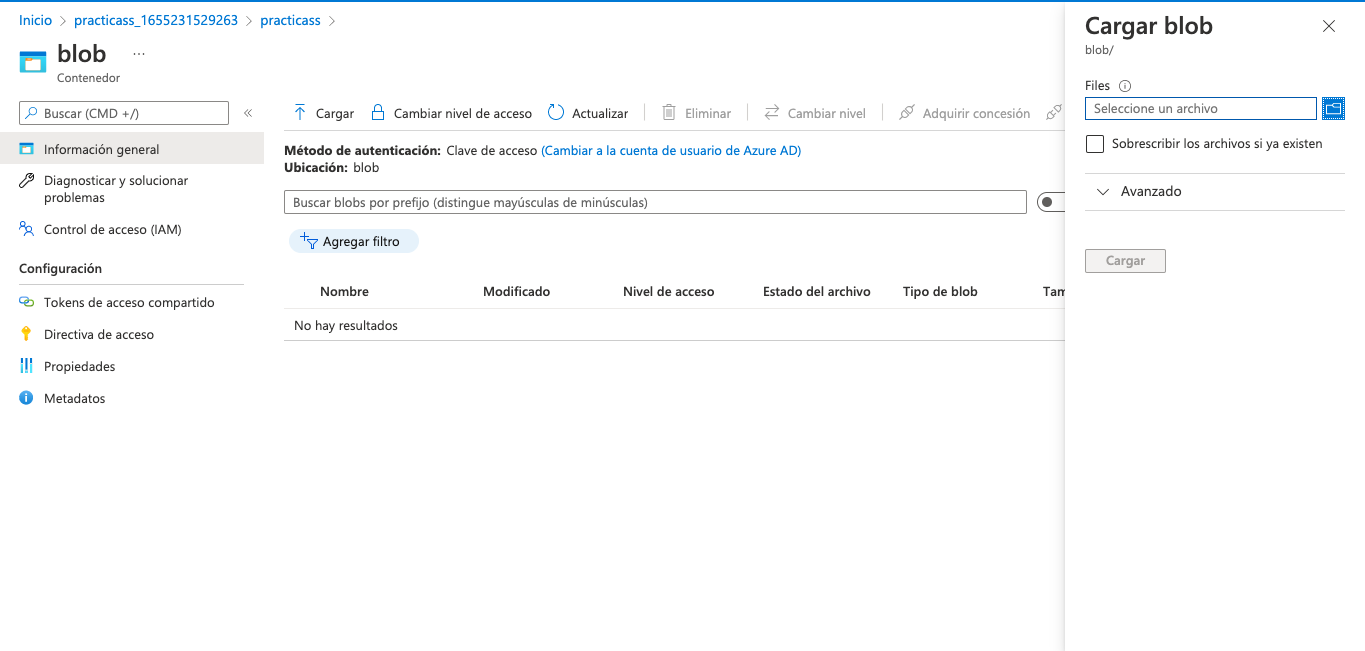 Inicio > practicass_1655231529263 > practicass >
blob ...
Contenedor
Buscar (CMD +/) «
Información general
Diagnosticar y solucionar
problemas
Control de acceso (IAM)
Configuración
Tokens de acceso compartido
Directiva de acceso
Propiedades
Metadatos
Cargar Cambiar nivel de acceso Actualizar Eliminar Cambiar nivel Adquirir concesión
Método de autenticación: Clave de acceso (Cambiar a la cuenta de usuario de Azure AD)
Ubicación: blob
Buscar blobs por prefijo (distingue mayúsculas de minúsculas)
Agregar filtro
Nombre Modificado Nivel de acceso Estado del archivo Tipo de blob Tam
No hay resultados
Cargar blob
blob/
Files
Seleccione un archivo
Sobrescribir los archivos si ya existen
Avanzado
Cargar